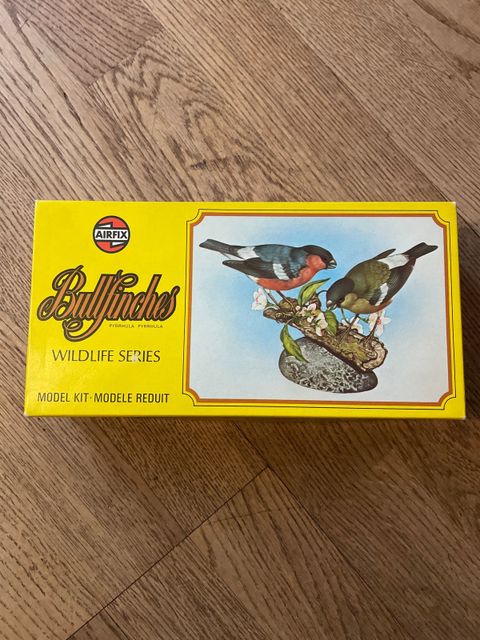 AIRFIX
Bullfinches
PYRRHULA PYRRHULA
WILDLIFE SERIES
MODEL KIT · MODELE REDUIT